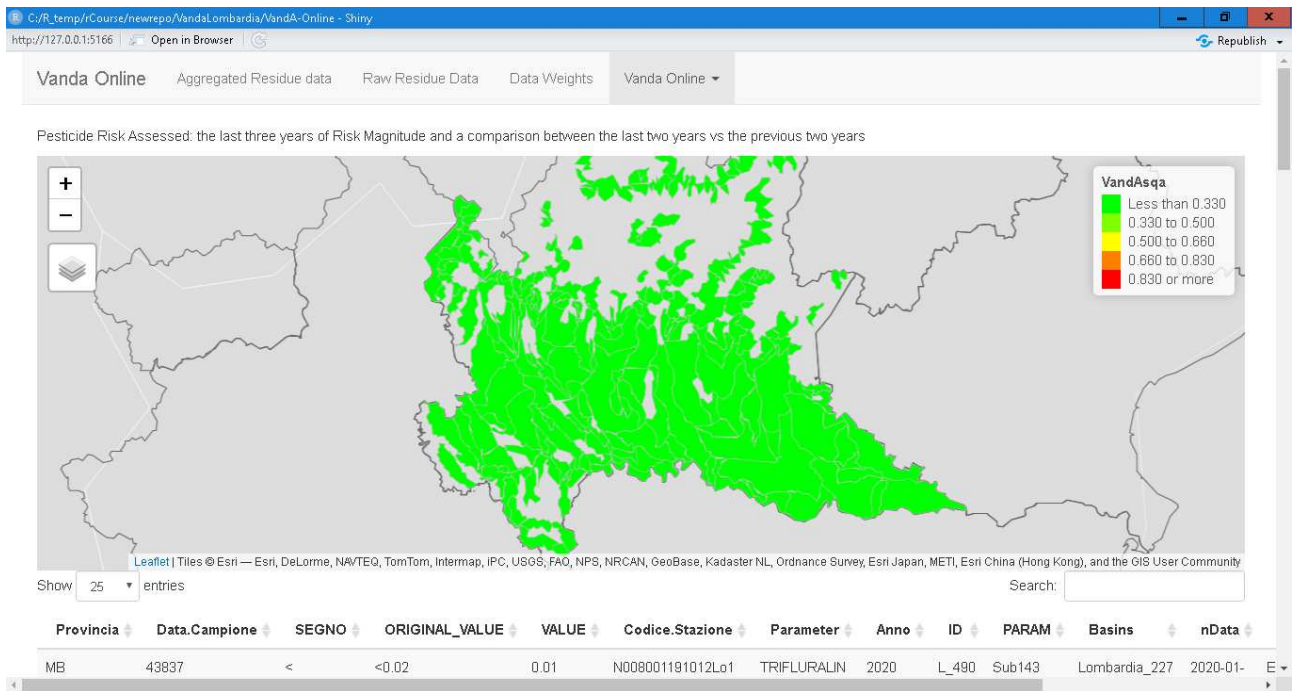 C:/R_temp/rCourse/newrepo/VandaLombardia/VandA-Online - Shiny
http://127.0.0.1:5166 Open in Browser Republish
Vanda Online Aggregated Residue data Raw Residue Data Data Weights Vanda Online
Pesticide Risk Assessed: the last three years of Risk Magnitude and a comparison between the last two years vs the previous two years
+
−
VandAsqa
Less than 0.330
0.330 to 0.500
0.500 to 0.660
0.660 to 0.830
0.830 or more
Leaflet | Tiles © Esri — Esri, DeLorme, NAVTEQ, TomTom, Intermap, iPC, USGS, FAO, NPS, NRCAN, GeoBase, Kadaster NL, Ordnance Survey, Esri Japan, METI, Esri China (Hong Kong), and the GIS User Community
Show 25 entries Search:
Provincia Data.Campione SEGNO ORIGINAL_VALUE VALUE Codice.Stazione Parameter Anno ID PARAM Basins nData
MB 43837 < <0.02 0.01 N008001191012Lo1 TRIFLURALIN 2020 L_490 Sub143 Lombardia_227 2020-01- E